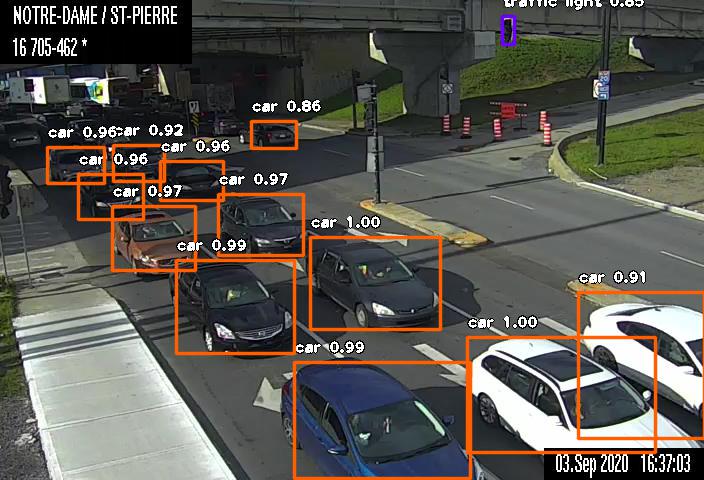 NOTRE-DAME / ST-PIERRE
16 705-462 *
traffic light 0.85
car 0.86
car 0.96
car 0.92
car 0.96
car 0.96
car 0.97
car 0.97
car 0.99
car 1.00
car 0.91
car 1.00
car 0.99
03.Sep 2020 16:37:03